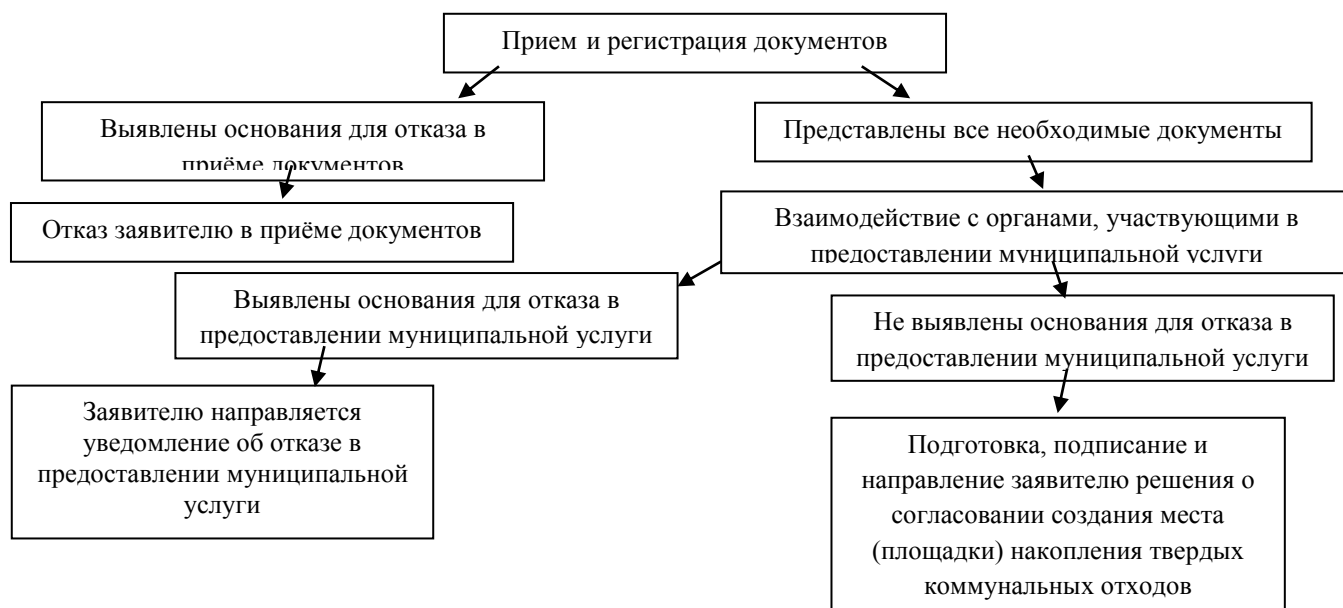 Прием и регистрация документов
Выявлены основания для отказа в
приёме документов
Представлены все необходимые документы
Отказ заявителю в приёме документов
Взаимодействие с органами, участвующими в
предоставлении муниципальной услуги
Выявлены основания для отказа в
предоставлении муниципальной услуги
Не выявлены основания для отказа в
предоставлении муниципальной услуги
Заявителю направляется
уведомление об отказе в
предоставлении муниципальной
услуги
Подготовка, подписание и
направление заявителю решения о
согласовании создания места
(площадки) накопления твердых
коммунальных отходов